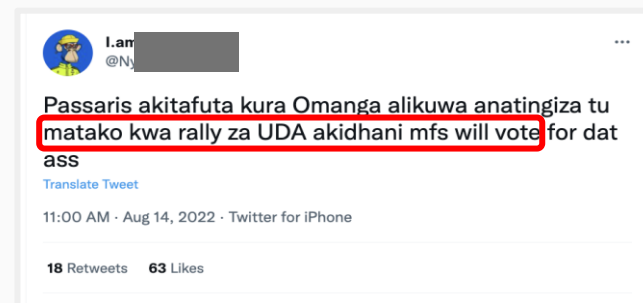 I.am
@Ny
Passaris akitafuta kura Omanga alikuwa anatingiza tu
matako kwa rally za UDA akidhani mfs will vote for dat
ass
Translate Tweet
11:00 AM · Aug 14, 2022 · Twitter for iPhone
18 Retweets 63 Likes